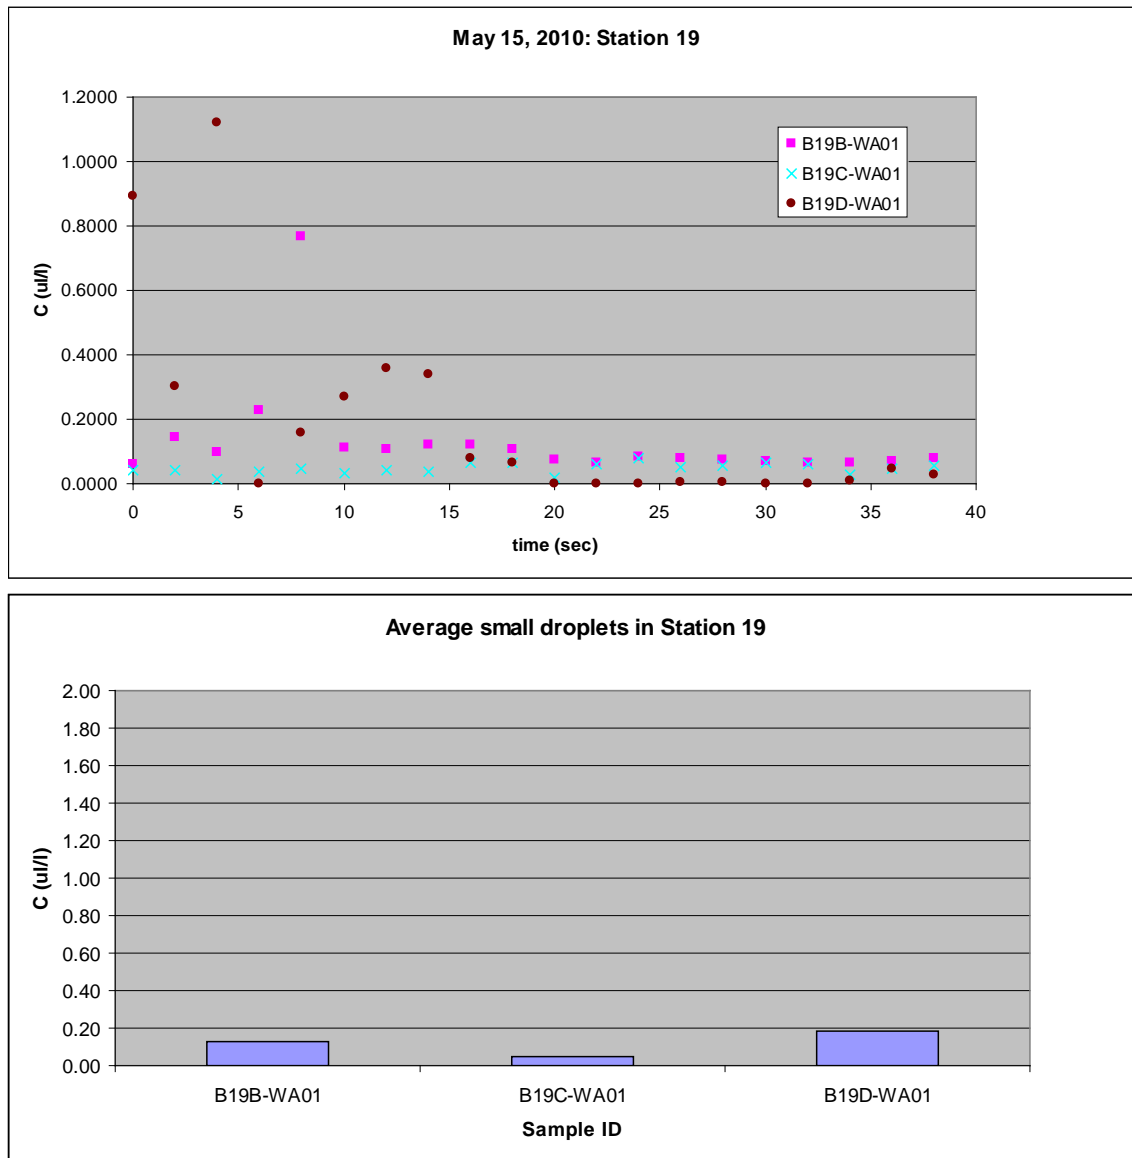 May 15, 2010: Station 19
1.2000
1.0000
0.8000
0.6000
0.4000
0.2000
0.0000
C (ul/l)
B19B-WA01
B19C-WA01
B19D-WA01
0 5 10 15 20 25 30 35 40
time (sec)
Average small droplets in Station 19
2.00
1.80
1.60
1.40
1.20
1.00
0.80
0.60
0.40
0.20
0.00
C (ul/l)
B19B-WA01 B19C-WA01 B19D-WA01
Sample ID